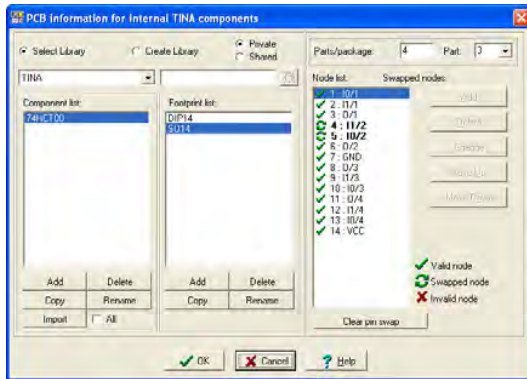 PCB information for internal TINA components
Select Library
Create Library
Private
Shared
Parts/package:
4
Part:
3
TINA
Node list:
Swapped nodes:
Component list:
Footprint list:
74HCT00
DIP14
SO14
1 : I0/1
2 : I1/1
3 : O/1
4 : I1/2
5 : I0/2
6 : O/2
7 : GND
8 : O/3
9 : I1/3
10 : I0/3
11 : O/4
12 : I1/4
13 : I0/4
14 : VCC
Add
Valid node
Swapped node
Invalid node
Add
Delete
Add
Delete
Copy
Rename
Copy
Rename
Import
All
Clear pin swap
OK
Cancel
Help